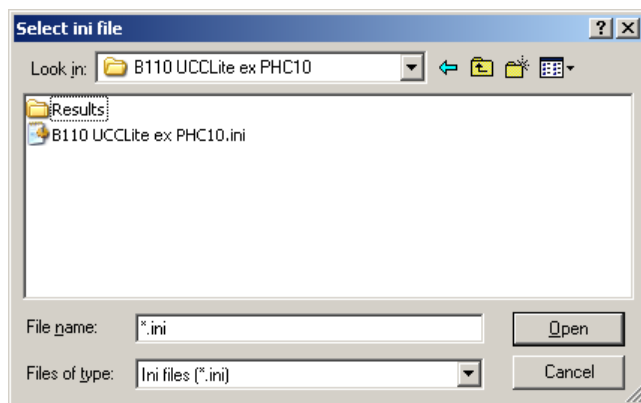 Select ini file
Look in: B110 UCCLite ex PHC10
Results
B110 UCCLite ex PHC10.ini
File name: *.ini Open
Files of type: Ini files (*.ini) Cancel